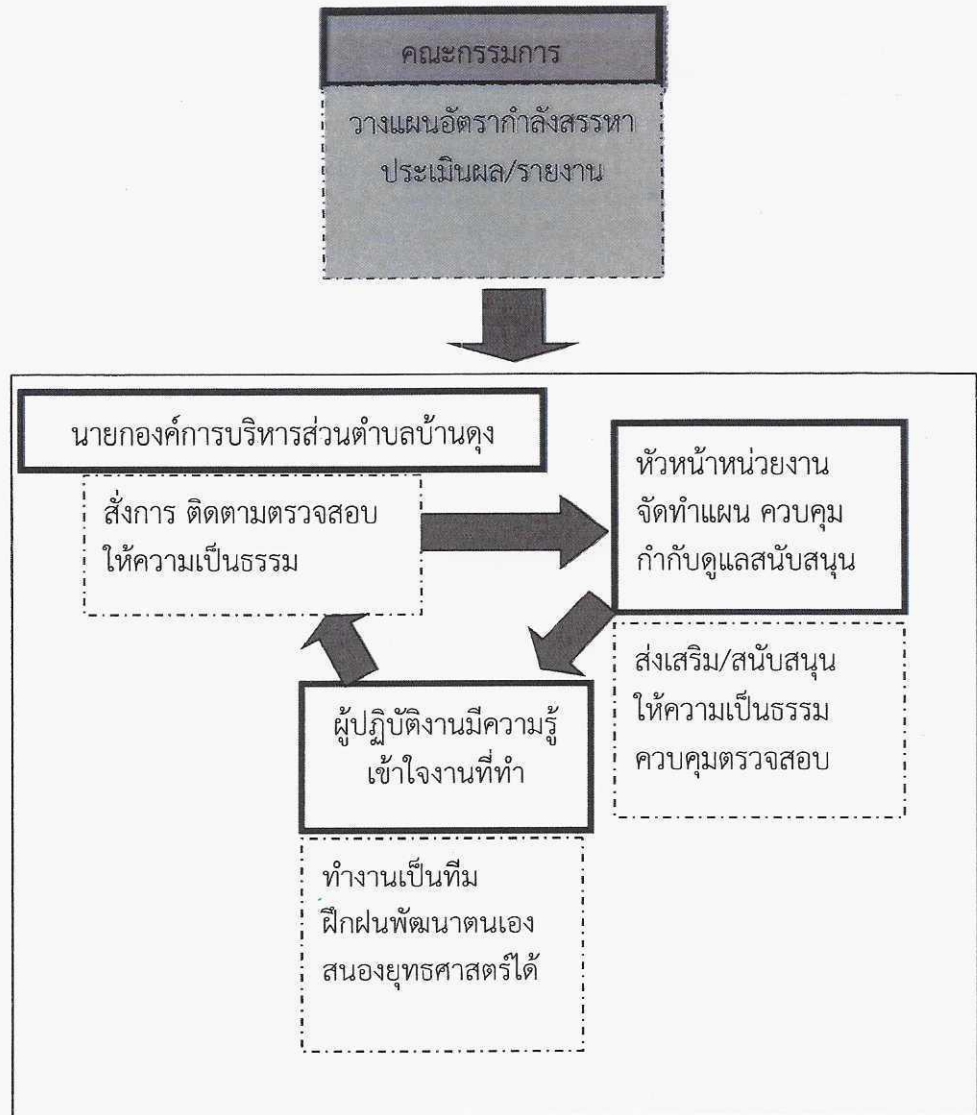 คณะกรรมการ
วางแผนอัตรากำลังสรรหา
ประเมินผล/รายงาน
นายกองค์การบริหารส่วนตำบลบ้านดุง
สั่งการ ติดตามตรวจสอบ
ให้ความเป็นธรรม
หัวหน้าหน่วยงาน
จัดทำแผน ควบคุม
กำกับดูแลสนับสนุน
ส่งเสริม/สนับสนุน
ให้ความเป็นธรรม
ควบคุมตรวจสอบ
ผู้ปฏิบัติงานมีความรู้
เข้าใจงานที่ทำ
ทำงานเป็นทีม
ฝึกฝนพัฒนาตนเอง
สนองยุทธศาสตร์ได้